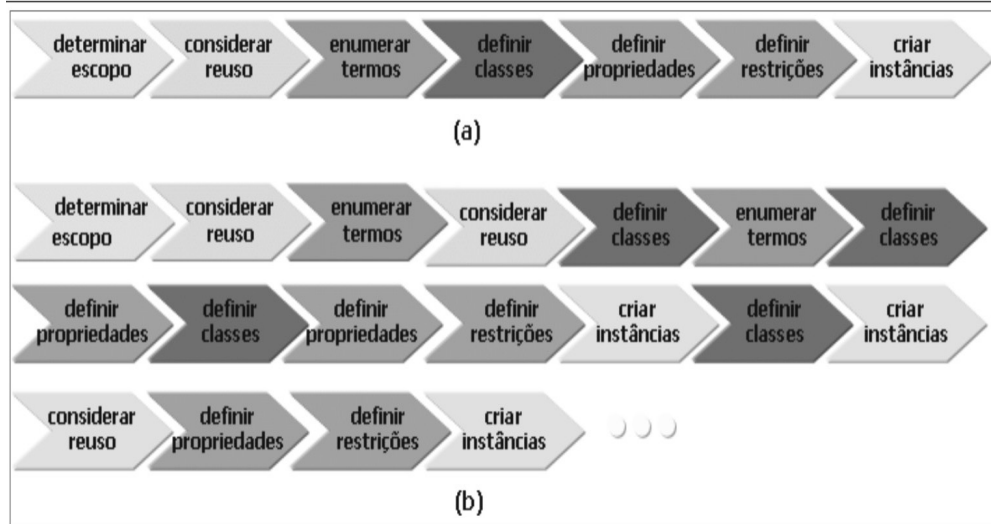 determinar escopo
considerar reuso
enumerar termos
definir classes
definir propriedades
definir restrições
criar instâncias
(a)
determinar escopo
considerar reuso
enumerar termos
considerar reuso
definir classes
enumerar termos
definir classes
definir propriedades
definir classes
definir propriedades
definir restrições
criar instâncias
definir classes
criar instâncias
considerar reuso
definir propriedades
definir restrições
criar instâncias
(b)